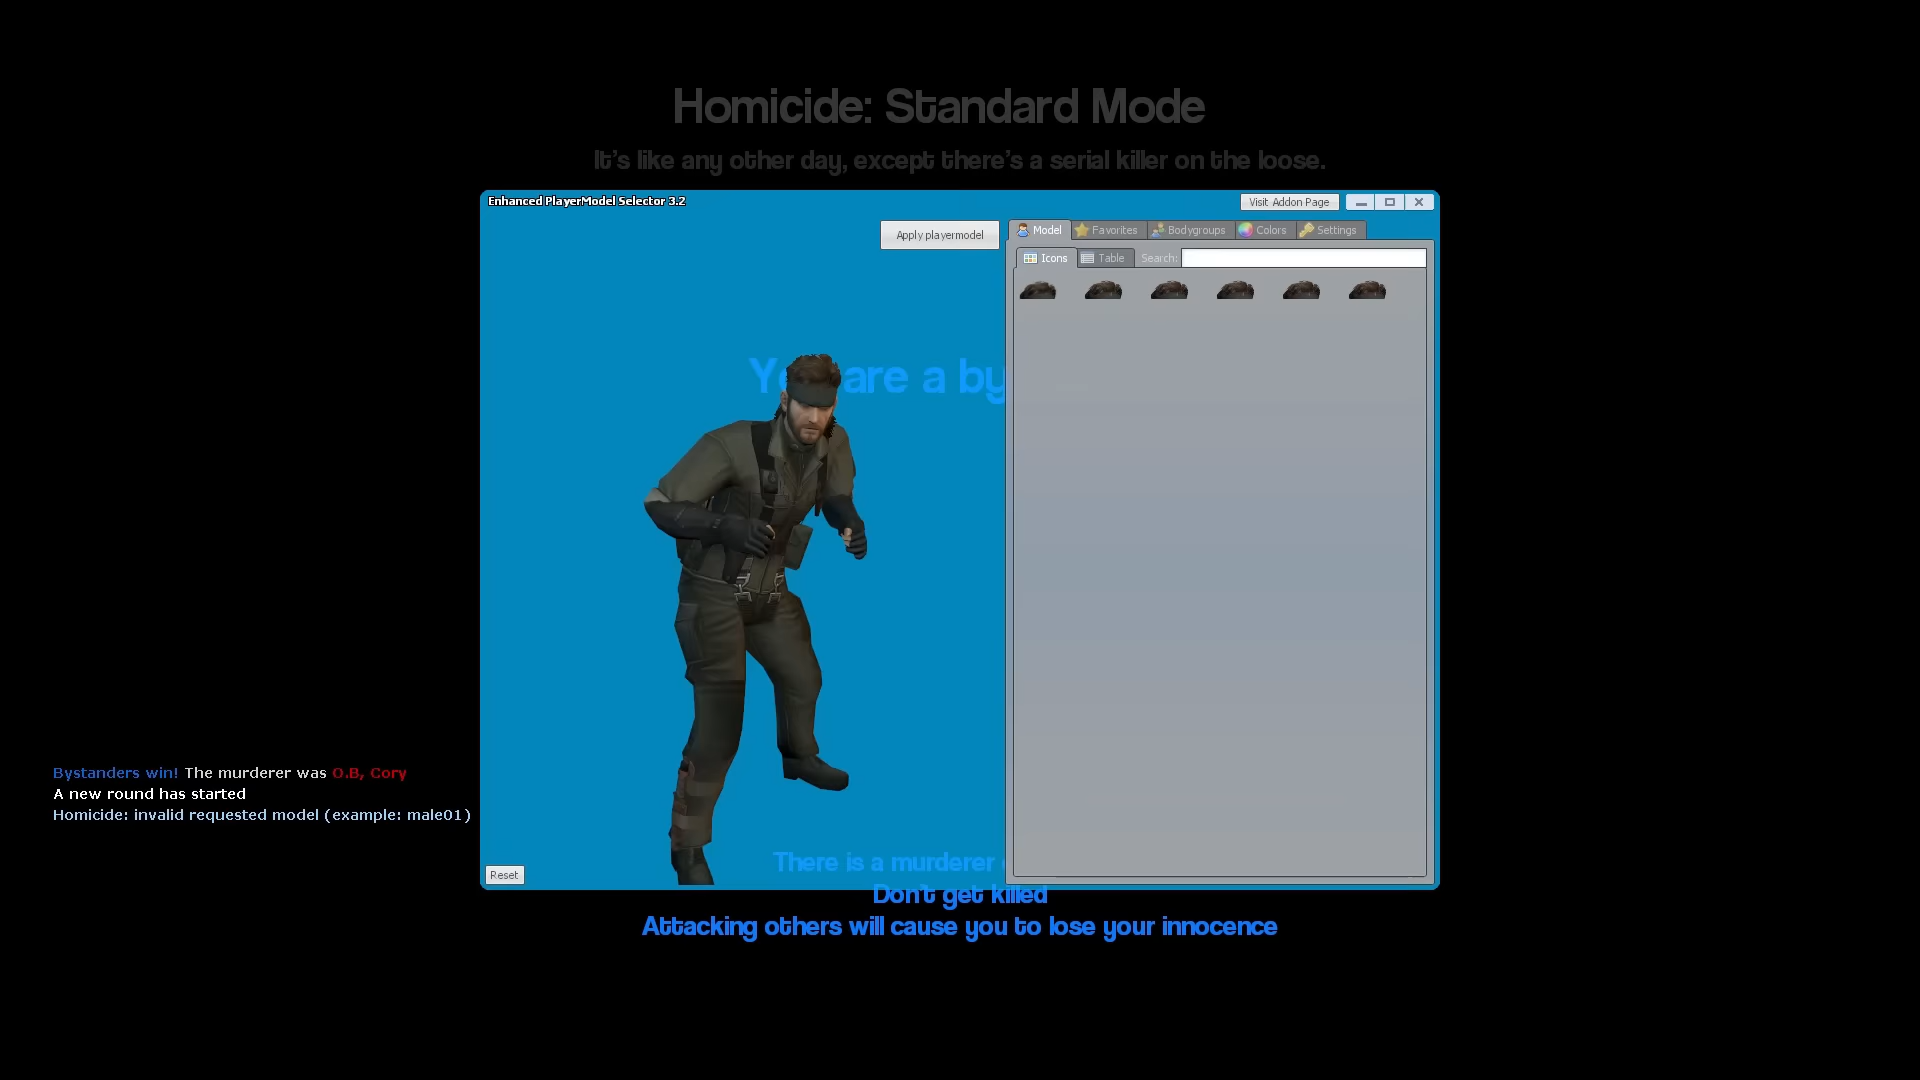 Homicide: Standard Mode
It's like any other day, except there's a serial killer on the loose.
Enhanced PlayerModel Selector 3.2
Visit Addon Page
Apply playermodel
Model
Favorites
Bodygroups
Colors
Settings
Icons
Table
Search:
are a by
Bystanders win! The murderer was O.B, Cory
A new round has started
Homicide: invalid requested model (example: male01)
There is a murderer
Reset
Don't get killed
Attacking others will cause you to lose your innocence